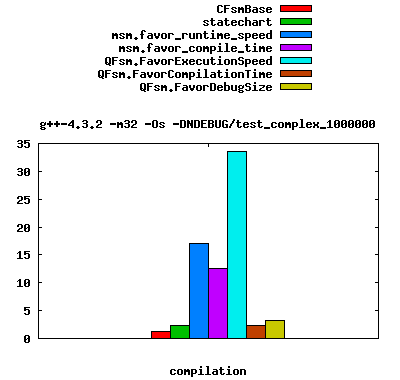 CFsmBase
statechart
msm.favor_runtime_speed
msm.favor_compile_time
QFsm.FavorExecutionSpeed
QFsm.FavorCompilationTime
QFsm.FavorDebugSize
g++-4.3.2 -m32 -Os -DNDEBUG/test_complex_1000000
35
30
25
20
15
10
5
0
compilation